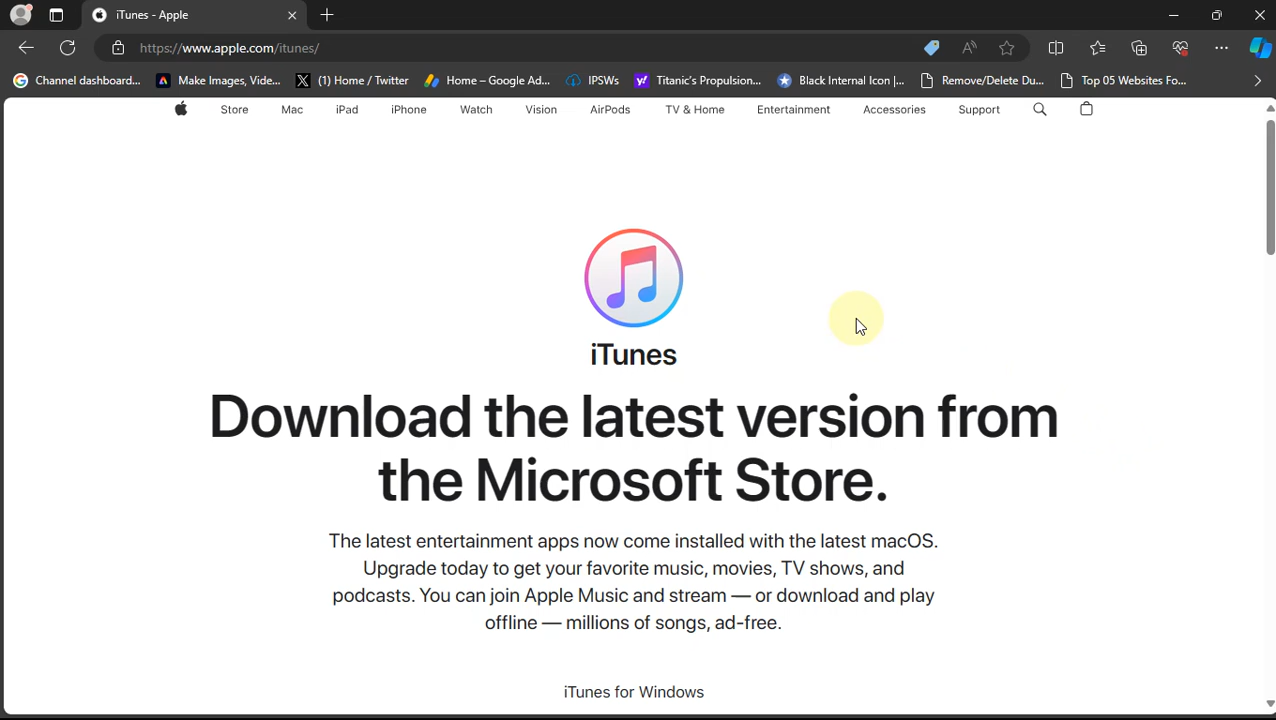 iTunes - Apple
https://www.apple.com/itunes/
Channel dashboard...
Make Images, Vide...
(1) Home / Twitter
Home – Google Ad...
IPSWs
Titanic's Propulsion...
Black Internal Icon |...
Remove/Delete Du...
Top 05 Websites Fo...
Store
Mac
iPad
iPhone
Watch
Vision
AirPods
TV & Home
Entertainment
Accessories
Support
iTunes
Download the latest version from
the Microsoft Store.
The latest entertainment apps now come installed with the latest macOS.
Upgrade today to get your favorite music, movies, TV shows, and
podcasts. You can join Apple Music and stream — or download and play
offline — millions of songs, ad-free.
iTunes for Windows